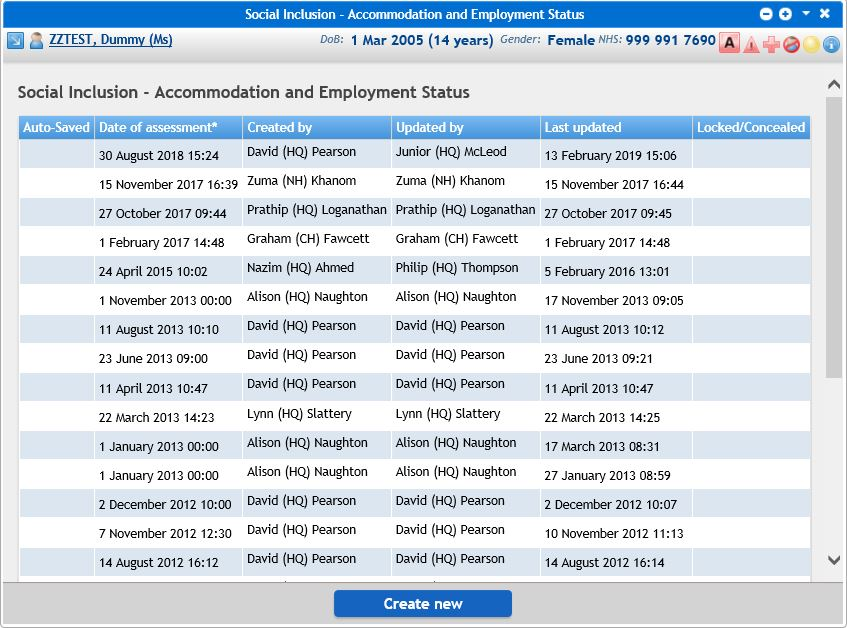 Social Inclusion - Accommodation and Employment Status
ZZTEST, Dummy (Ms) DoB: 1 Mar 2005 (14 years) Gender: Female NHS: 999 991 7690 A
Social Inclusion - Accommodation and Employment Status
Auto-Saved Date of assessment* Created by Updated by Last updated Locked/Concealed
30 August 2018 15:24 David (HQ) Pearson Junior (HQ) McLeod 13 February 2019 15:06
15 November 2017 16:39 Zuma (NH) Khanom Zuma (NH) Khanom 15 November 2017 16:44
27 October 2017 09:44 Prathip (HQ) Loganathan Prathip (HQ) Loganathan 27 October 2017 09:45
1 February 2017 14:48 Graham (CH) Fawcett Graham (CH) Fawcett 1 February 2017 14:48
24 April 2015 10:02 Nazim (HQ) Ahmed Philip (HQ) Thompson 5 February 2016 13:01
1 November 2013 00:00 Alison (HQ) Naughton Alison (HQ) Naughton 17 November 2013 09:05
11 August 2013 10:10 David (HQ) Pearson David (HQ) Pearson 11 August 2013 10:12
23 June 2013 09:00 David (HQ) Pearson David (HQ) Pearson 23 June 2013 09:21
11 April 2013 10:47 David (HQ) Pearson David (HQ) Pearson 11 April 2013 10:47
22 March 2013 14:23 Lynn (HQ) Slattery Lynn (HQ) Slattery 22 March 2013 14:25
1 January 2013 00:00 Alison (HQ) Naughton Alison (HQ) Naughton 17 March 2013 08:31
1 January 2013 00:00 Alison (HQ) Naughton Alison (HQ) Naughton 27 January 2013 08:59
2 December 2012 10:00 David (HQ) Pearson David (HQ) Pearson 2 December 2012 10:07
7 November 2012 12:30 David (HQ) Pearson David (HQ) Pearson 10 November 2012 11:13
14 August 2012 16:12 David (HQ) Pearson David (HQ) Pearson 14 August 2012 16:14
Create new